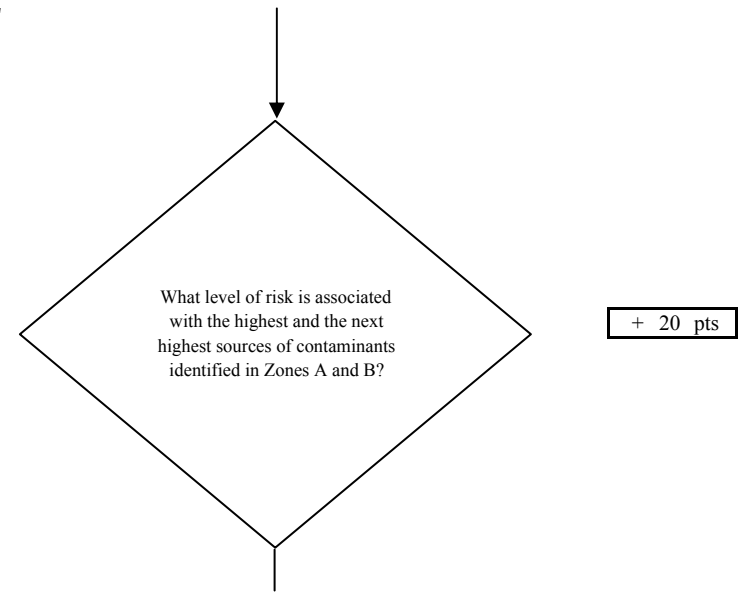 What level of risk is associated
with the highest and the next
highest sources of contaminants
identified in Zones A and B?
+ 20 pts